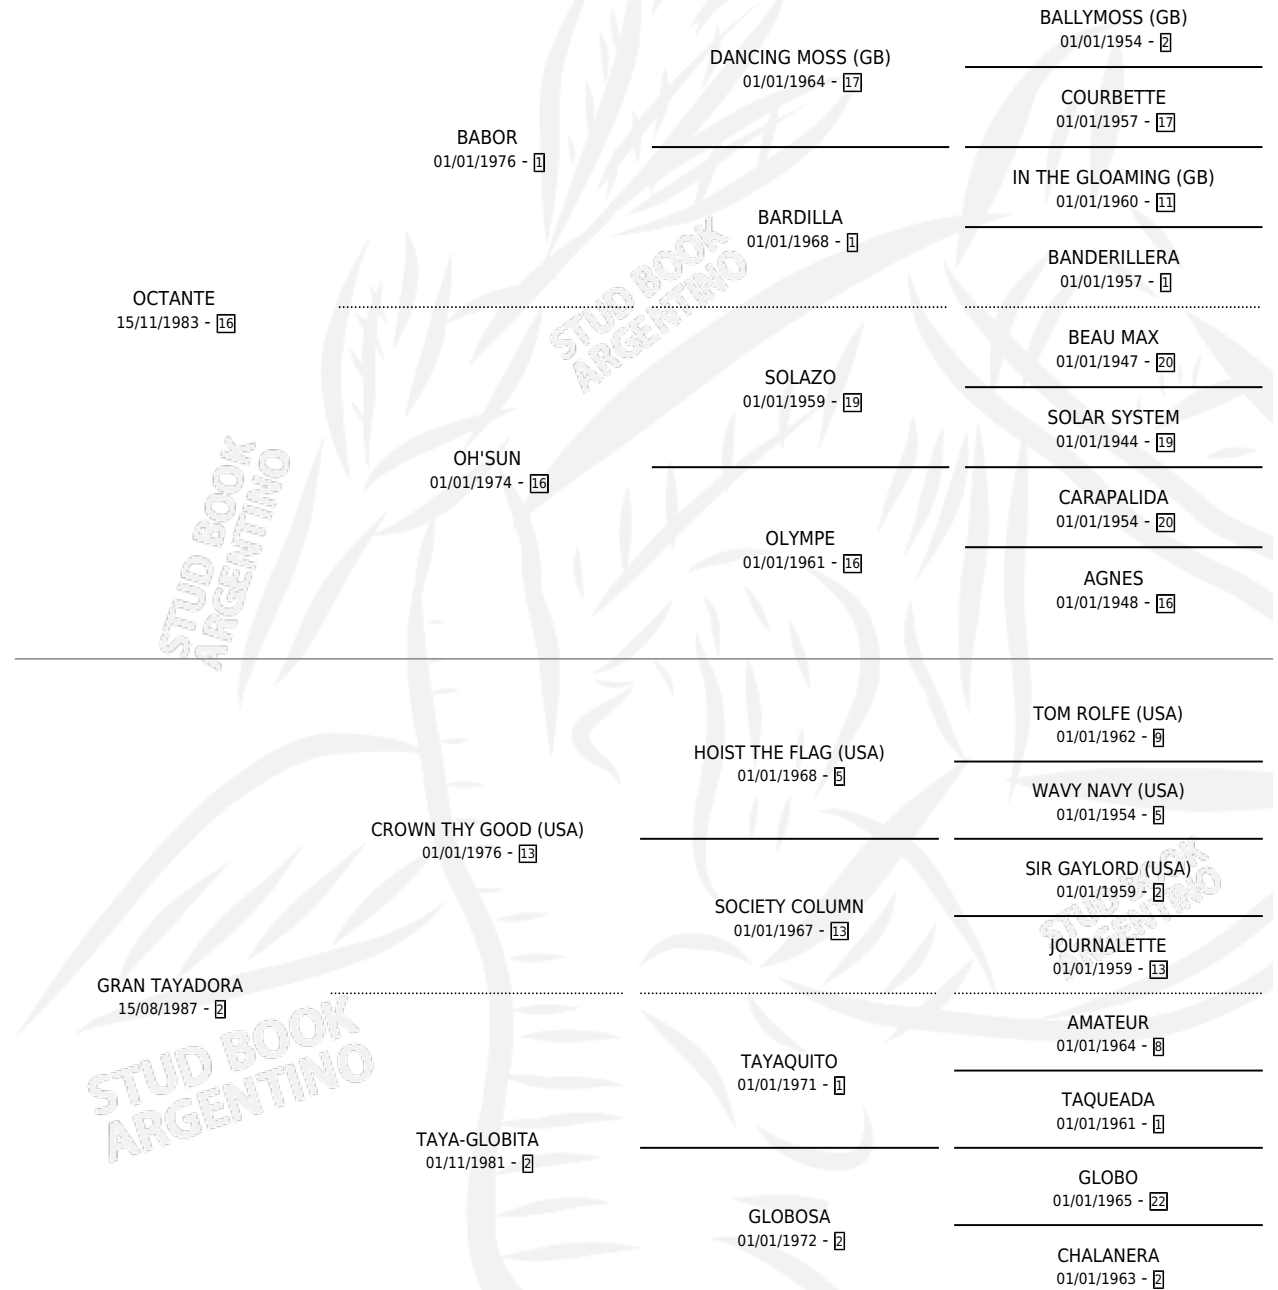 BALLYMOSS (GB)
01/01/1954 - 2
DANCING MOSS (GB)
01/01/1964 - 17
COURBETTE
01/01/1957 - 17
BABOR
01/01/1976 - 1
IN THE GLOAMING (GB)
01/01/1960 - 11
BARDILLA
01/01/1968 - 1
BANDERILLERA
01/01/1957 - 1
OCTANTE
15/11/1983 - 16
STUD BOOK
ARGENTINO
BEAU MAX
01/01/1947 - 20
SOLAZO
01/01/1959 - 19
SOLAR SYSTEM
01/01/1944 - 19
OH'SUN
01/01/1974 - 16
CARAPALIDA
01/01/1954 - 20
OLYMPE
01/01/1961 - 16
AGNES
01/01/1948 - 16
STUD BOOK
ARGENTINO
TOM ROLFE (USA)
01/01/1962 - 9
HOIST THE FLAG (USA)
01/01/1968 - 5
WAVY NAVY (USA)
01/01/1954 - 5
CROWN THY GOOD (USA)
01/01/1976 - 13
SIR GAYLORD (USA)
01/01/1959 - 2
SOCIETY COLUMN
01/01/1967 - 13
STUD BOOK
ARGENTINO
JOURNALETTE
01/01/1959 - 13
GRAN TAYADORA
15/08/1987 - 2
STUD BOOK
ARGENTINO
AMATEUR
01/01/1964 - 8
TAYAQUITO
01/01/1971 - 1
TAQUEADA
01/01/1961 - 1
TAYA-GLOBITA
01/11/1981 - 2
GLOBO
01/01/1965 - 22
GLOBOSA
01/01/1972 - 2
CHALANERA
01/01/1963 - 2